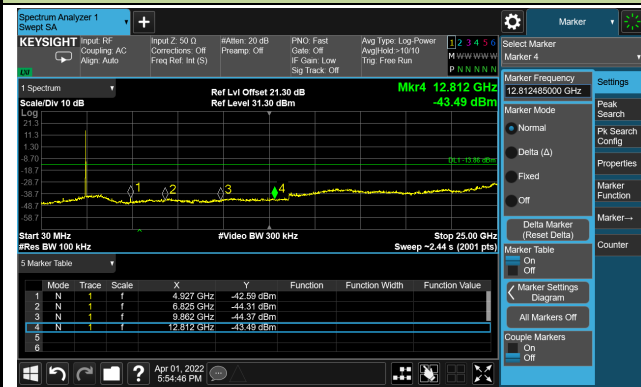 Spectrum Analyzer 1
Swept SA
Marker
KEYSIGHT Input: RF
Coupling: AC
Align: Auto
Input Z: 50 Ω
Corrections: Off
Freq Ref: Int (S)
#Atten: 20 dB
Preamp: Off
PNO: Fast
Gate: Off
IF Gain: Low
Sig Track: Off
Avg Type: Log-Power
Avg|Hold:>10/10
Trig: Free Run
1 2 3 4 5 6
M W W W W W
P N N N N N
LXI
1 Spectrum
Scale/Div 10 dB
Log
Ref Lvl Offset 21.30 dB
Ref Level 31.30 dBm
Mkr4 12.812 GHz
-43.49 dBm
21.3
11.3
1.30
-8.70
-18.7
-28.7
-38.7
-48.7
-58.7
DL1 -13.86 dBm
1
2
3
4
Start 30 MHz
#Res BW 100 kHz
#Video BW 300 kHz
Stop 25.00 GHz
Sweep ~2.44 s (2001 pts)
5 Marker Table
Mode Trace Scale X Y Function Function Width Function Value
1 N 1 f 4.927 GHz -42.59 dBm
2 N 1 f 6.825 GHz -44.31 dBm
3 N 1 f 9.862 GHz -44.37 dBm
4 N 1 f 12.812 GHz -43.49 dBm
5
6
Apr 01, 2022
5:54:46 PM
Select Marker
Marker 4
Marker Frequency
12.812485000 GHz
Marker Mode
Normal
Delta (Δ)
Fixed
Off
Delta Marker
(Reset Delta)
Marker Table
On
Off
Marker Settings
Diagram
All Markers Off
Couple Markers
On
Off
Settings
Peak
Search
Pk Search
Config
Properties
Marker
Function
Marker→
Counter